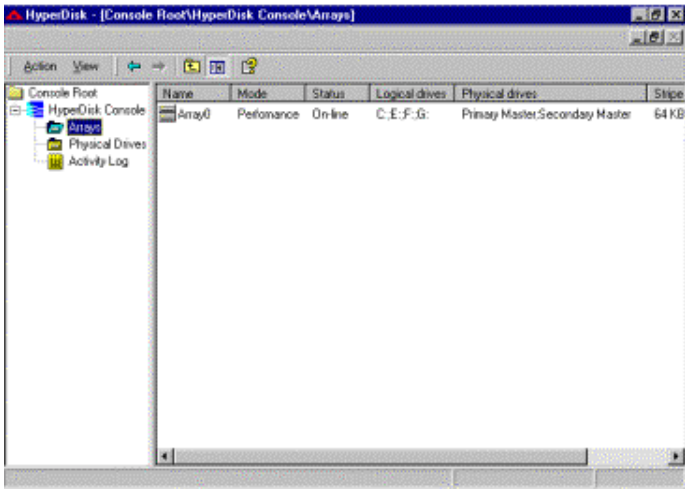 HyperDisk - [Console Root\HyperDisk Console\Arrays]
Action View
Console Root
HyperDisk Console
Arrays
Physical Drives
Activity Log
Name Mode Status Logical drives Physical drives Stripe
Array0 Perfomance On-line C:;E:;F:;G: Primary Master;Secondary Master 64 KB